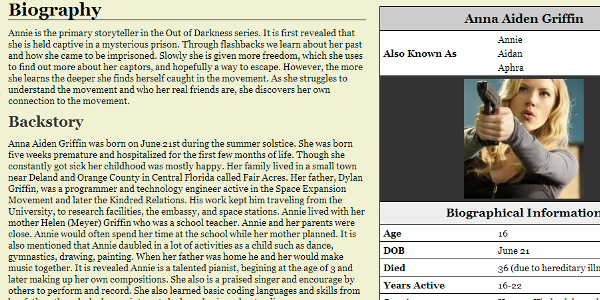 Biography
Annie is the primary storyteller in the Out of Darkness series. It is first revealed that
she is held captive in a mysterious prison. Through flashbacks we learn about her past
and how she came to be imprisoned. Slowly she is given more freedom, which she uses
to find out more about her captors, and hopefully a way to escape. However, the more
she learns the deeper she finds herself caught in the movement. As she struggles to
understand the movement and who her real friends are, she discovers her own
connection to the movement.
Backstory
Anna Aiden Griffin was born on June 21st during the summer solstice. She was born
five weeks premature and hospitalized for the first few months of life. Though she
constantly got sick her childhood was mostly happy. Her family lived in a small town
near Deland and Orange County in Central Florida called Fair Acres. Her father, Dylan
Griffin, was a programmer and technology engineer active in the Space Expansion
Movement and later the Kindred Relations. His work kept him traveling from the
University, to research facilities, the embassy, and space stations. Annie lived with her
mother Helen (Meyer) Griffin who was a school teacher. Annie and her parents were
close. Annie would often spend her time at the school while her mother planned. It is
also mentioned that Annie daubled in a lot of activities as a child such as dance,
gymnastics, drawing, painting. When her father was home he and her would make
music together. It is revealed Annie is a talented pianist, begining at the age of 3 and
later making up her own compositions. She also is a praised singer and encourage by
others to perform and record. She also learned basic coding languages and skills from
Anna Aiden Griffin
Also Known As
Annie
Aidan
Aphra
Biographical Information
Age 16
DOB June 21
Died 36 (due to hereditary illn
Years Active 16-22